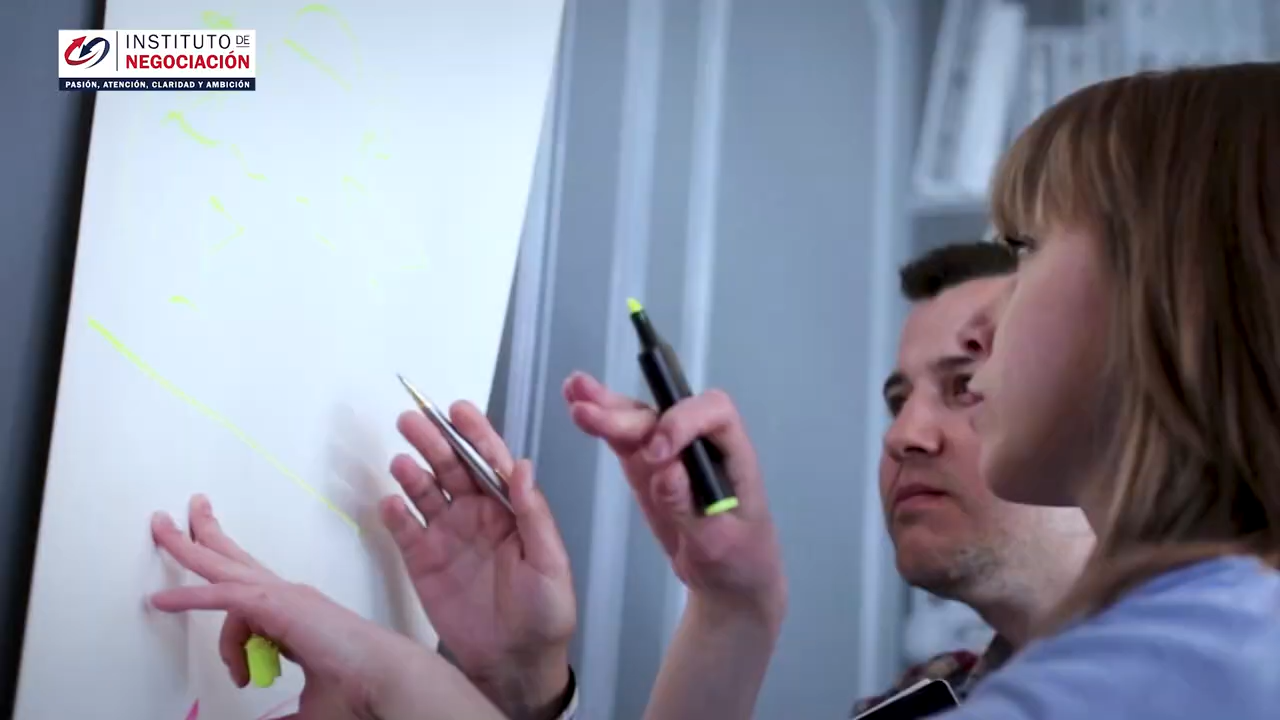 INSTITUTO DE
NEGOCIACIÓN
PASIÓN, ATENCIÓN, CLARIDAD Y AMBICIÓN